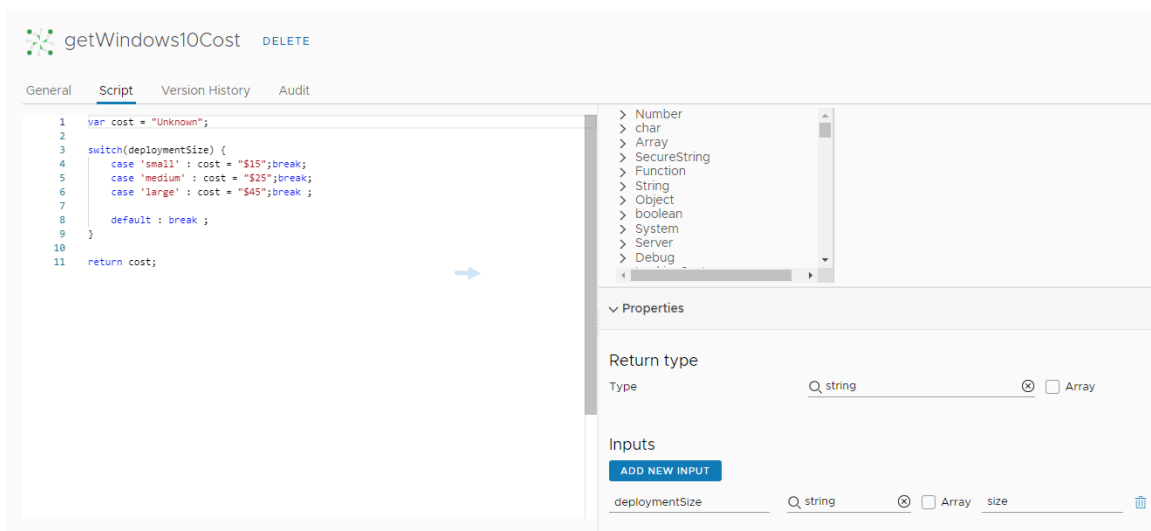 getWindows10Cost DELETE
General Script Version History Audit
1 var cost = "Unknown";
2
3 switch(deploymentSize) {
4 case 'small' : cost = "$15";break;
5 case 'medium' : cost = "$25";break;
6 case 'large' : cost = "$45";break ;
7
8 default : break ;
9 }
10
11 return cost;
Number
char
Array
SecureString
Function
String
Object
boolean
System
Server
Debug
Properties
Return type
Type string Array
Inputs
ADD NEW INPUT
deploymentSize string Array size